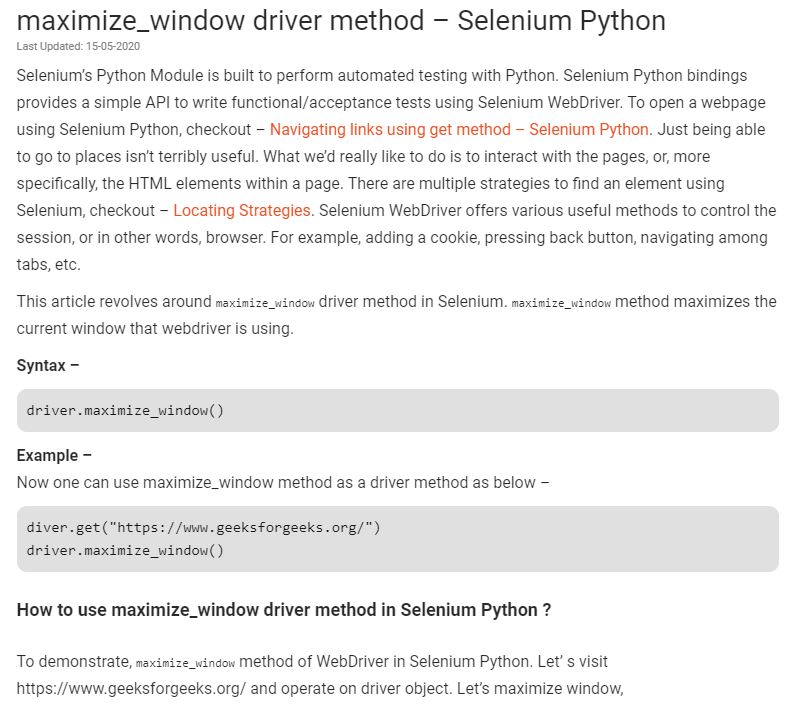 maximize_window driver method – Selenium Python
Last Updated: 15-05-2020
Selenium’s Python Module is built to perform automated testing with Python. Selenium Python bindings
provides a simple API to write functional/acceptance tests using Selenium WebDriver. To open a webpage
using Selenium Python, checkout – Navigating links using get method – Selenium Python. Just being able
to go to places isn’t terribly useful. What we’d really like to do is to interact with the pages, or, more
specifically, the HTML elements within a page. There are multiple strategies to find an element using
Selenium, checkout – Locating Strategies. Selenium WebDriver offers various useful methods to control the
session, or in other words, browser. For example, adding a cookie, pressing back button, navigating among
tabs, etc.
This article revolves around maximize_window driver method in Selenium. maximize_window method maximizes the
current window that webdriver is using.
Syntax –
driver.maximize_window()
Example –
Now one can use maximize_window method as a driver method as below –
diver.get("https://www.geeksforgeeks.org/")
driver.maximize_window()
How to use maximize_window driver method in Selenium Python ?
To demonstrate, maximize_window method of WebDriver in Selenium Python. Let’ s visit
https://www.geeksforgeeks.org/ and operate on driver object. Let’s maximize window,